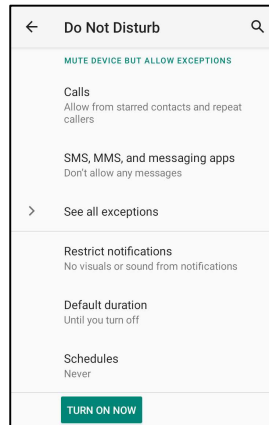 Do Not Disturb
MUTE DEVICE BUT ALLOW EXCEPTIONS
Calls
Allow from starred contacts and repeat
callers
SMS, MMS, and messaging apps
Don't allow any messages
See all exceptions
Restrict notifications
No visuals or sound from notifications
Default duration
Until you turn off
Schedules
Never
TURN ON NOW